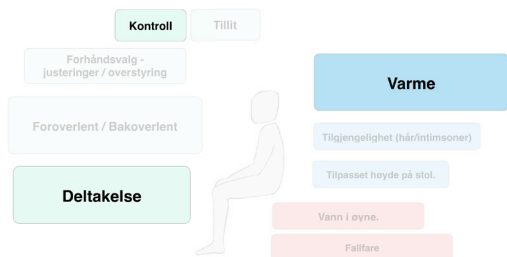 Kontroll
Tillit
Forhåndsvalg -
justeringer / overstyring
Foroverlent / Bakoverlent
Deltakelse
Varme
Tilgjengelighet (hår/intimsoner)
Tilpasset høyde på stol.
Vann i øyne.
Fallfare